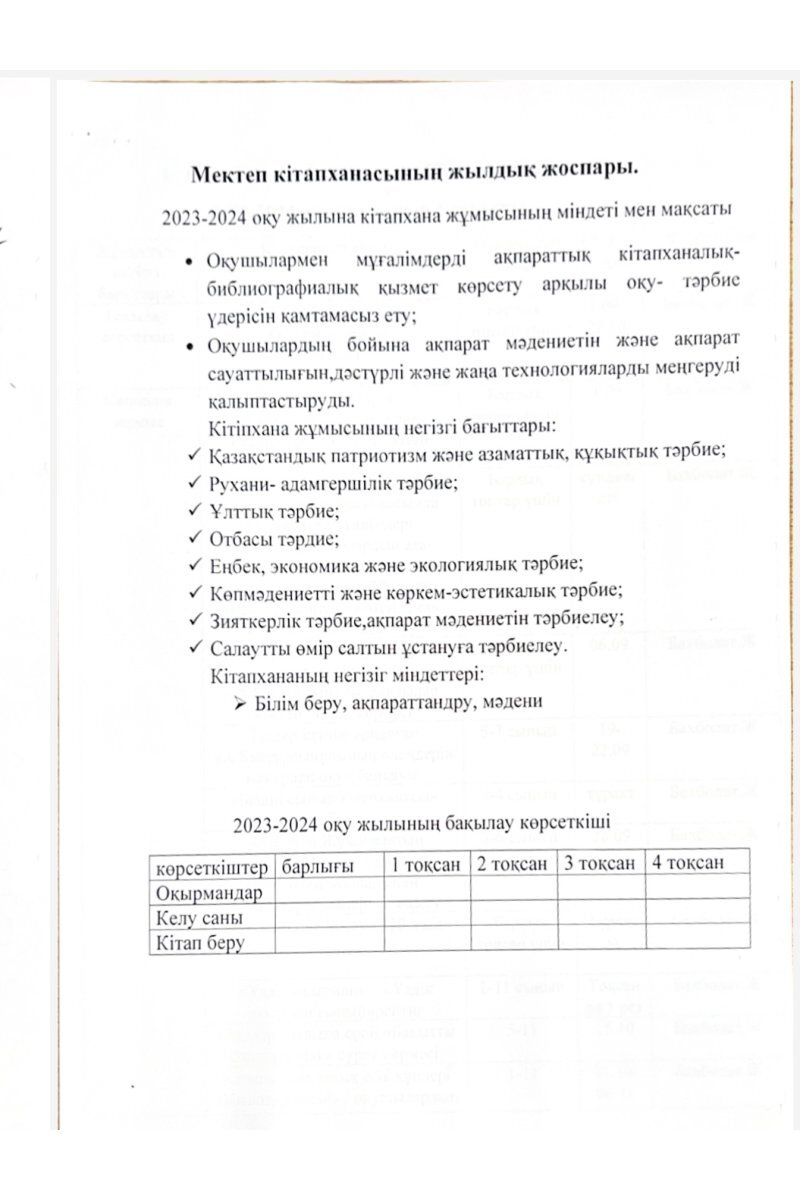 Мектеп кітапханасының жылдық жоспары.
2023-2024 оқу жылына кітапхана жұмысының міндеті мен мақсаты
• Оқушылармен мұғалімдерді ақпараттық кітапханалық-
библиографиалық қызмет көрсету арқылы оқу- тәрбие
үдерісін қамтамасыз ету;
• Оқушылардың бойына ақпарат мәдениетін және ақпарат
сауаттылығын,дәстүрлі және жаңа технологияларды меңгеруді
қалыптастыруды.
Кітіпхана жұмысының негізгі бағыттары:
✓ Қазақстандық патриотизм және азаматтық, құқықтық тәрбие;
✓ Рухани- адамгершілік тәрбие;
✓ Ұлттық тәрбие;
✓ Отбасы тәрдие;
✓ Еңбек, экономика және экологиялық тәрбие;
✓ Көпмәдениетті және көркем-эстетикалық тәрбие;
✓ Зияткерлік тәрбие,ақпарат мәдениетін тәрбиелеу;
✓ Салаутты өмір салтын ұстануға тәрбиелеу.
Кітапхананың негізіг міндеттері:
➢ Білім беру, ақпараттандру, мәдени
2023-2024 оқу жылының бақылау көрсеткіші
көрсеткіштер барлығы 1 тоқсан 2 тоқсан 3 тоқсан 4 тоқсан
Оқырмандар
Келу саны
Кітап беру